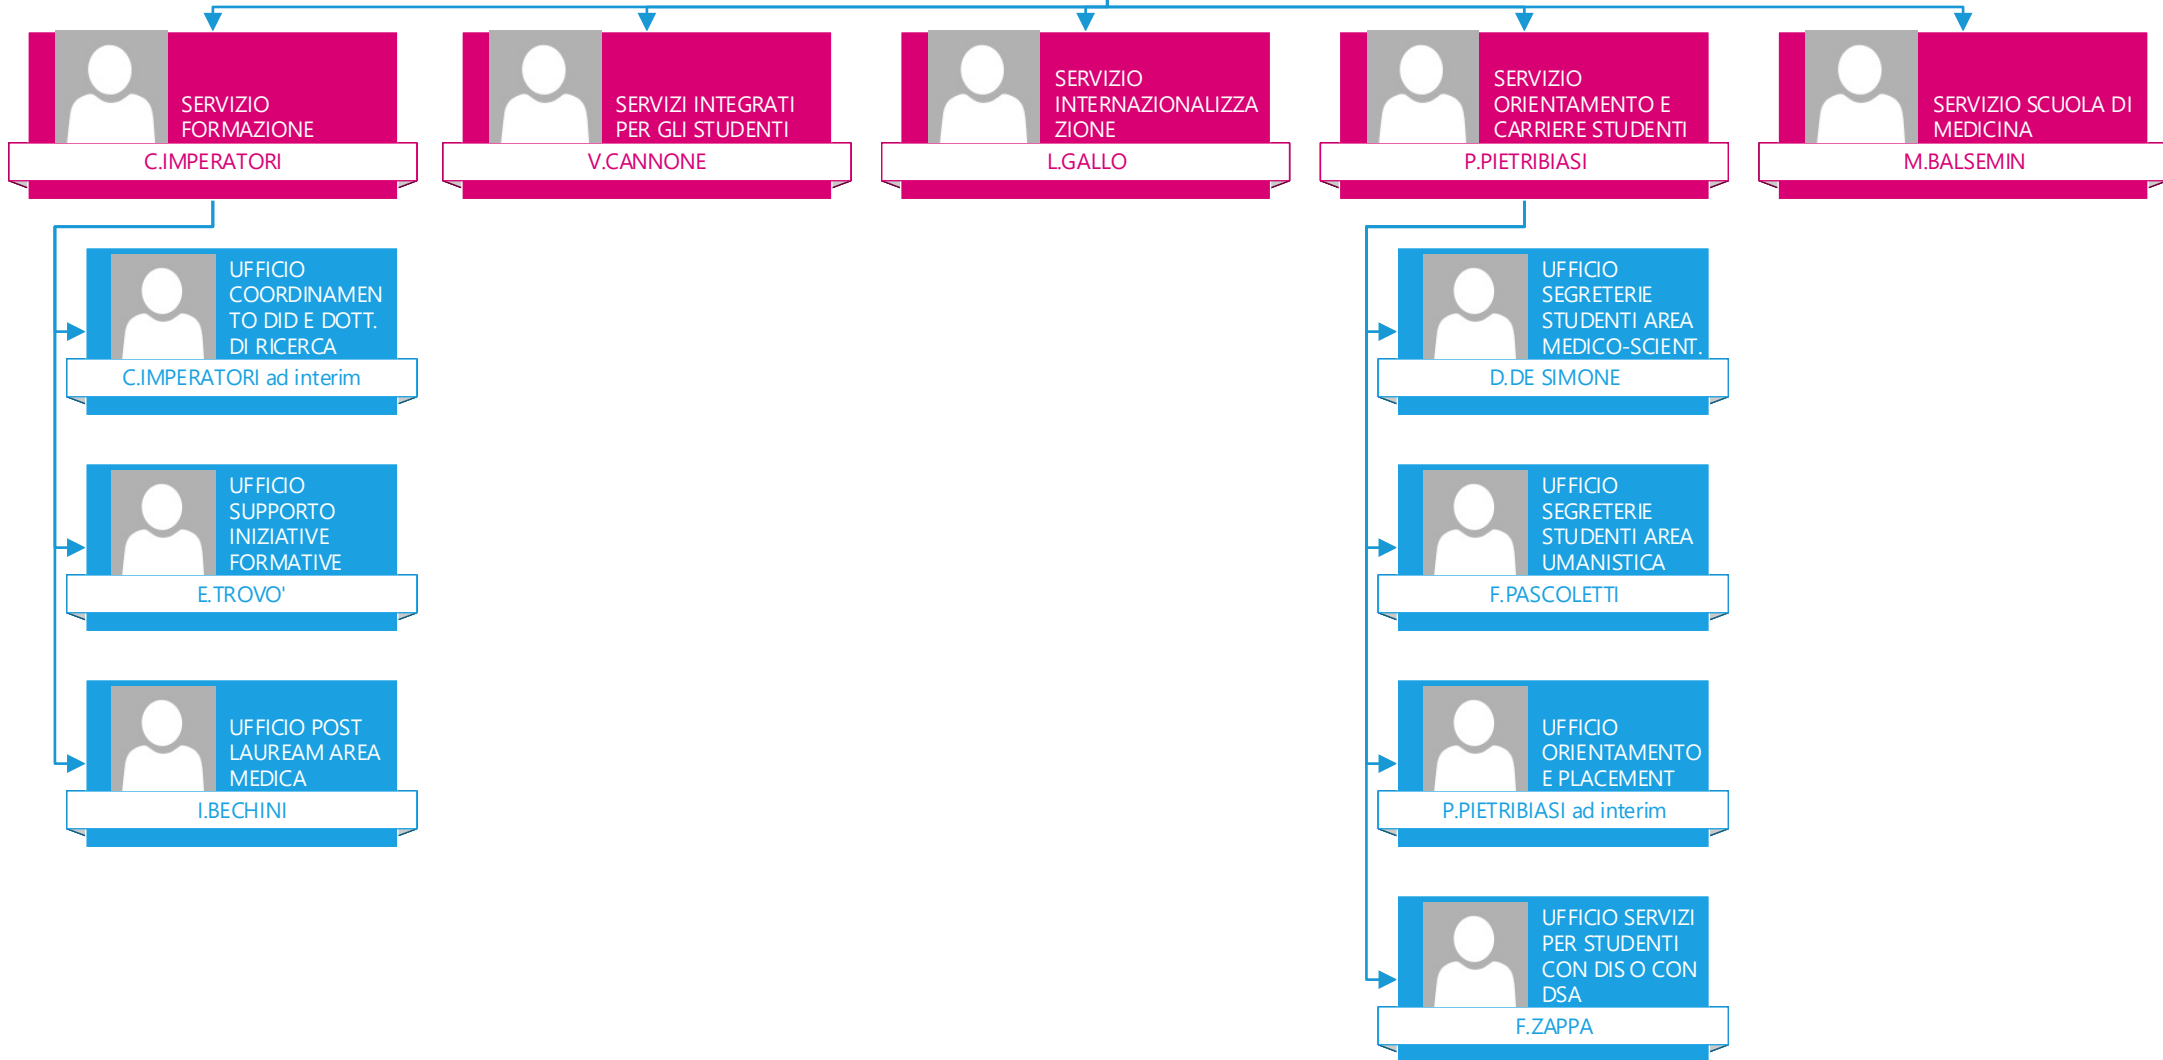 SERVIZIO
FORMAZIONE
C.IMPERATORI
SERVIZI INTEGRATI
PER GLI STUDENTI
V.CANNONE
SERVIZIO
INTERNAZIONALIZZA
ZIONE
L.GALLO
SERVIZIO
ORIENTAMENTO E
CARRIERE STUDENTI
P.PIETRIBIASI
SERVIZIO SCUOLA DI
MEDICINA
M.BALSEMIN
UFFICIO
COORDINAMEN
TO DID E DOTT.
DI RICERCA
C.IMPERATORI ad interim
UFFICIO
SUPPORTO
INIZIATIVE
FORMATIVE
E.TROVO'
UFFICIO POST
LAUREAM AREA
MEDICA
I.BECHINI
UFFICIO
SEGRETERIE
STUDENTI AREA
MEDICO-SCIENT.
D.DE SIMONE
UFFICIO
SEGRETERIE
STUDENTI AREA
UMANISTICA
F.PASCOLETTI
UFFICIO
ORIENTAMENTO
E PLACEMENT
P.PIETRIBIASI ad interim
UFFICIO SERVIZI
PER STUDENTI
CON DIS O CON
DSA
F.ZAPPA